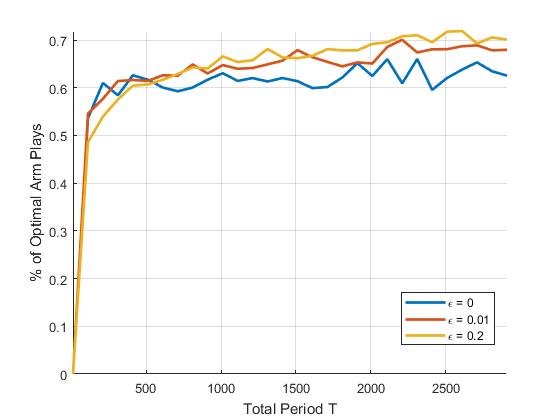 % of Optimal Arm Plays
0.7
0.6
0.5
0.4
0.3
0.2
0.1
0
500
1000
1500
2000
2500
Total Period T
ϵ = 0
ϵ = 0.01
ϵ = 0.2